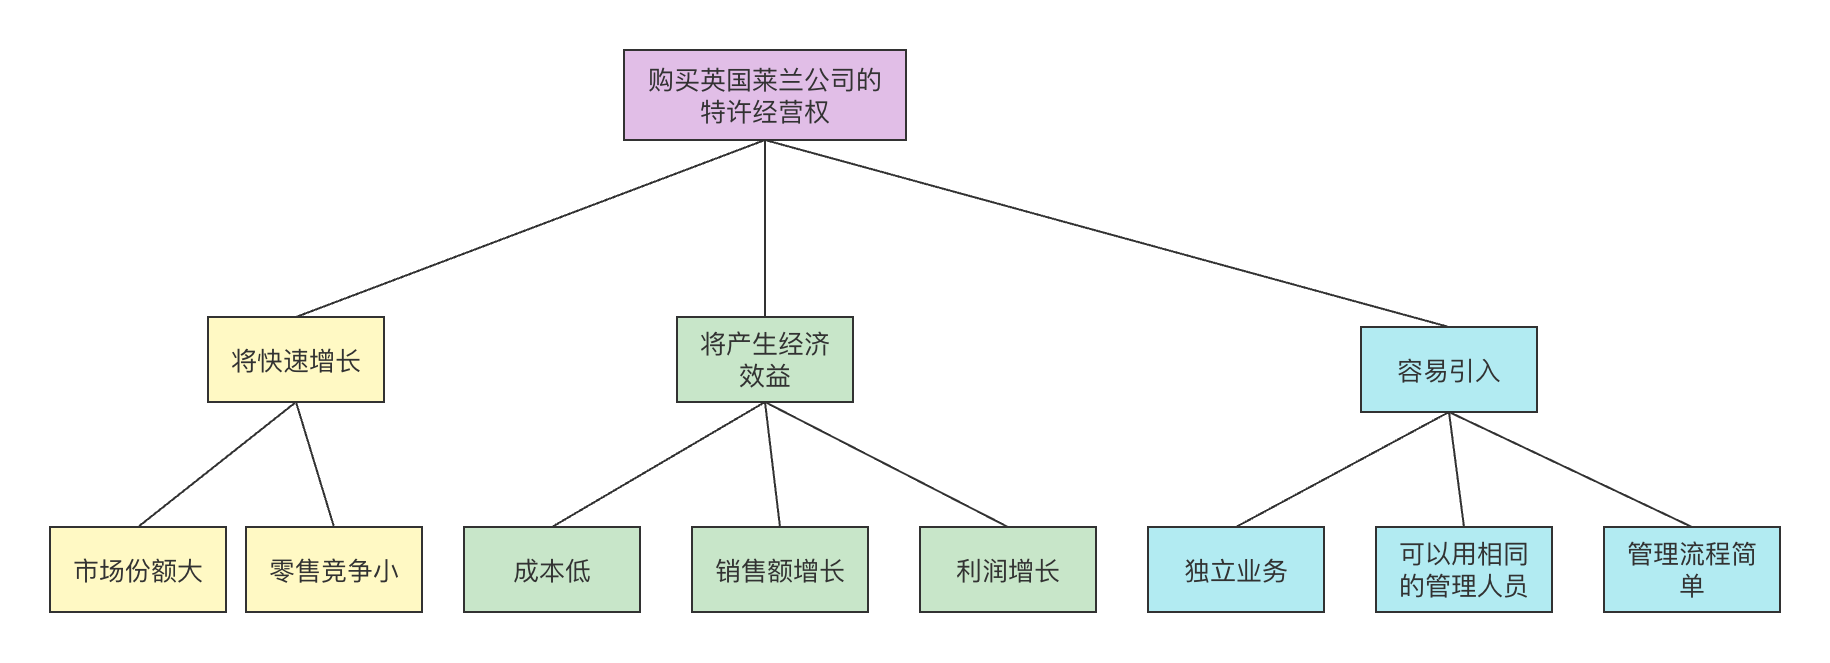 购买英国莱兰公司的
特许经营权
将快速增长
将产生经济
效益
容易引入
市场份额大
零售竞争小
成本低
销售额增长
利润增长
独立业务
可以用相同
的管理人员
管理流程简
单